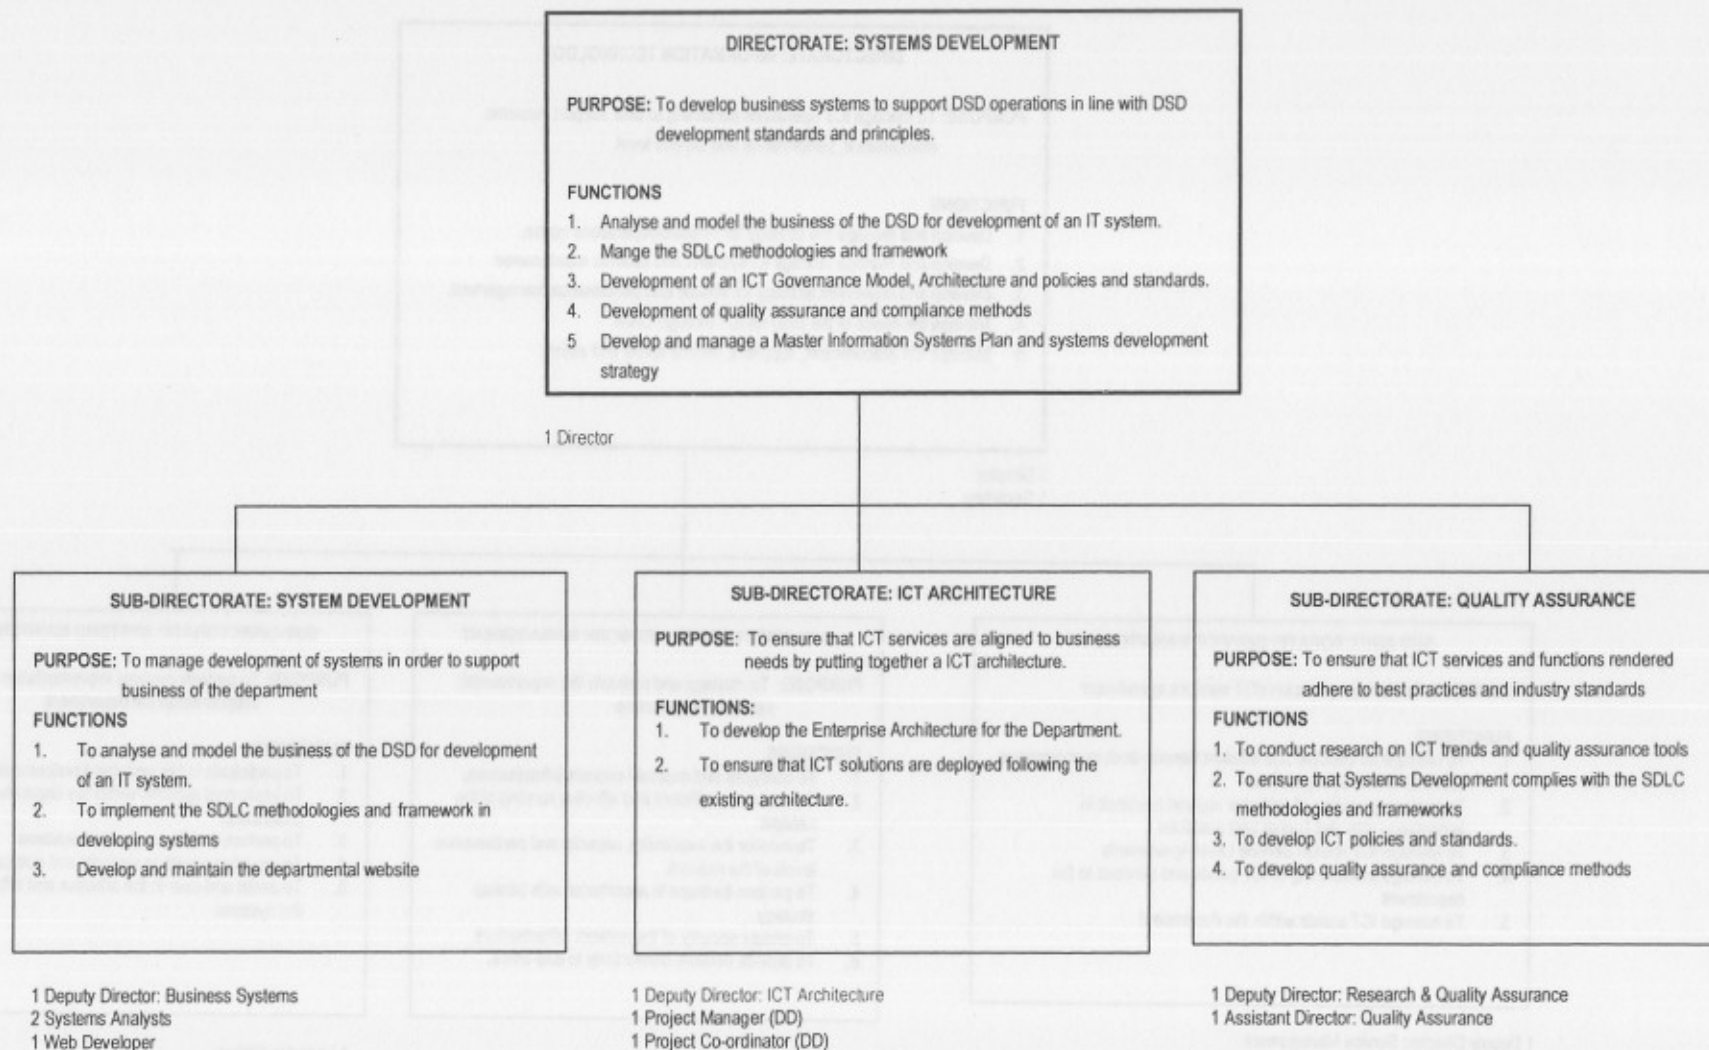 DIRECTORATE: SYSTEMS DEVELOPMENT
PURPOSE: To develop business systems to support DSD operations in line with DSD
development standards and principles.
FUNCTIONS
1. Analyse and model the business of the DSD for development of an IT system.
2. Mange the SDLC methodologies and framework
3. Development of an ICT Governance Model, Architecture and policies and standards.
4. Development of quality assurance and compliance methods
5 Develop and manage a Master Information Systems Plan and systems development
strategy
1 Director
SUB-DIRECTORATE: SYSTEM DEVELOPMENT
PURPOSE: To manage development of systems in order to support
business of the department
FUNCTIONS
1. To analyse and model the business of the DSD for development
of an IT system.
2. To implement the SDLC methodologies and framework in
developing systems
3. Develop and maintain the departmental website
1 Deputy Director: Business Systems
2 Systems Analysts
1 Web Developer
SUB-DIRECTORATE: ICT ARCHITECTURE
PURPOSE: To ensure that ICT services are aligned to business
needs by putting together a ICT architecture.
FUNCTIONS:
1. To develop the Enterprise Architecture for the Department.
2. To ensure that ICT solutions are deployed following the
existing architecture.
1 Deputy Director: ICT Architecture
1 Project Manager (DD)
1 Project Co-ordinator (DD)
SUB-DIRECTORATE: QUALITY ASSURANCE
PURPOSE: To ensure that ICT services and functions rendered
adhere to best practices and industry standards
FUNCTIONS
1. To conduct research on ICT trends and quality assurance tools
2. To ensure that Systems Development complies with the SDLC
methodologies and frameworks
3. To develop ICT policies and standards.
4. To develop quality assurance and compliance methods
1 Deputy Director: Research & Quality Assurance
1 Assistant Director: Quality Assurance